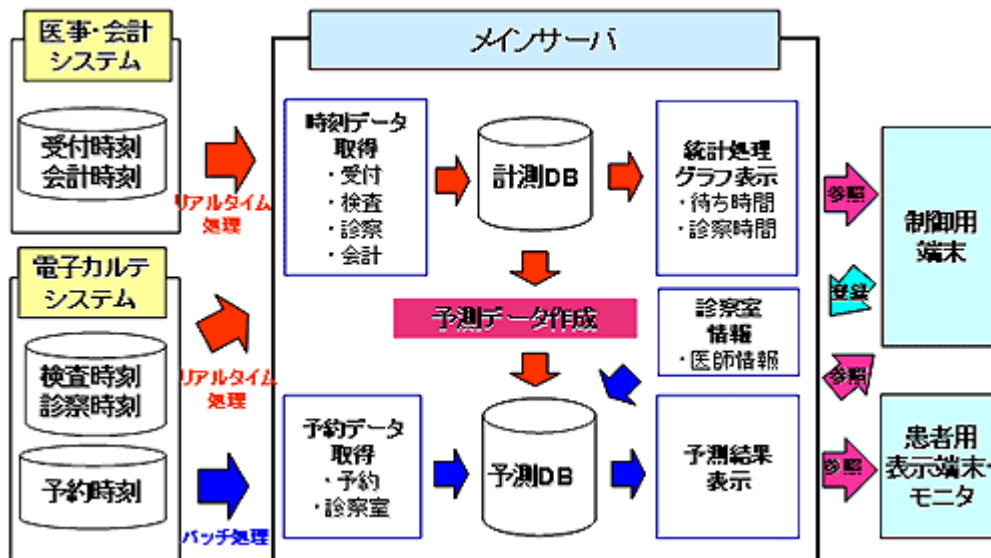 医事・会計
システム
受付時刻
会計時刻
リアルタイム
処理
電子カルテ
システム
検査時刻
診察時刻
リアルタイム
処理
予約時刻
バッチ処理
メインサーバ
時刻データ
取得
・受付
・検査
・診察
・会計
計測DB
統計処理
グラフ表示
・待ち時間
・診察時間
予測データ作成
診察室
情報
・医師情報
予約データ
取得
・予約
・診察室
予測DB
予測結果
表示
参照
登録
参照
参照
制御用
端末
患者用
表示端末・
モニタ